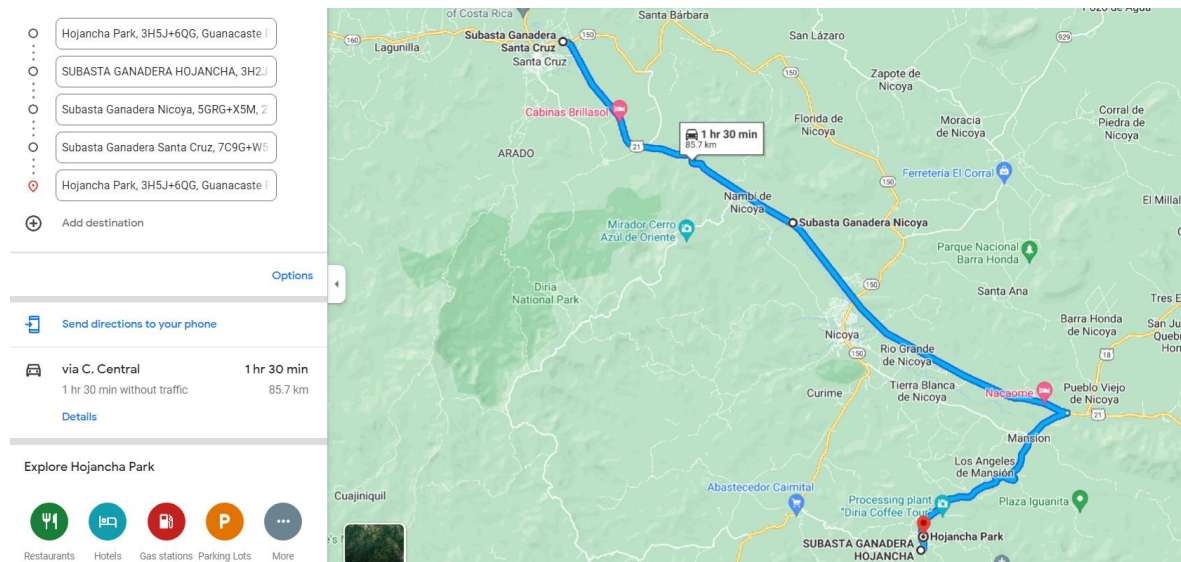 Hojancha Park, 3H5J+6QG, Guanacaste
SUBASTA GANADERA HOJANCHA, 3H2J
Subasta Ganadera Nicoya, 5GRG+X5M, 2
Subasta Ganadera Santa Cruz, 7C9G+W5
Hojancha Park, 3H5J+6QG, Guanacaste
Add destination
Options
Send directions to your phone
via C. Central
1 hr 30 min
1 hr 30 min without traffic
85.7 km
Details
Explore Hojancha Park
P
Restaurants
Hotels
Gas stations
Parking Lots
More
of Costa Rica
Santa Bárbara
160
Lagunilla
Subasta Ganadera
Santa Cruz
150
Santa Cruz
San Lázaro
929
150
Zapote de
Nicoya
Cabinas Brillasol
Florida de
Nicoya
Moracia
de Nicoya
Corral de
Piedra de
Nicoya
1 hr 30 min
85.7 km
21
ARADO
Ferreteria El Corral
150
Nambí de
Nicoya
El Millal
Mirador Cerro
Azúl de Oriente
Subasta Ganadera Nicoya
Parque Nacional
Barra Honda
Diria
National Park
150
Santa Ana
Tres E
Barra Honda
de Nicoya
San Ju
Queb
Hon
Nicoya
150
Rio Grande
de Nicoya
18
Curime
Tierra Blanca
de Nicoya
Nacaome
Pueblo Viejo
de Nicoya
21
Mansion
Los Angeles
de Mansión
Cuajiniquil
Abastecedor Caimital
Processing plant
"Diria Coffee Tour"
Plaza Iguanita
Hojancha Park
SUBASTA GANADERA
HOJANCHA